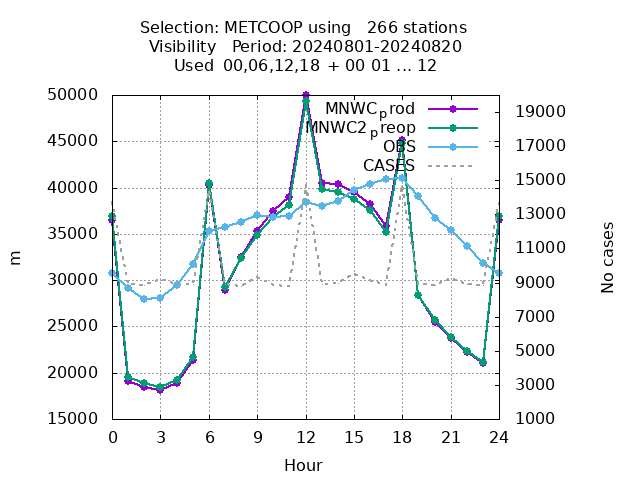 Selection: METCOOP using   266 stations
Visibility   Period: 20240801-20240820
Used 00,06,12,18 + 00 01 ... 12
50000
45000
40000
35000
30000
25000
20000
15000
19000
17000
15000
13000
11000
9000
7000
5000
3000
1000
MNWC_prod
MNWC2_preop
OBS
CASES
m
No cases
0 3 6 9 12 15 18 21 24
Hour